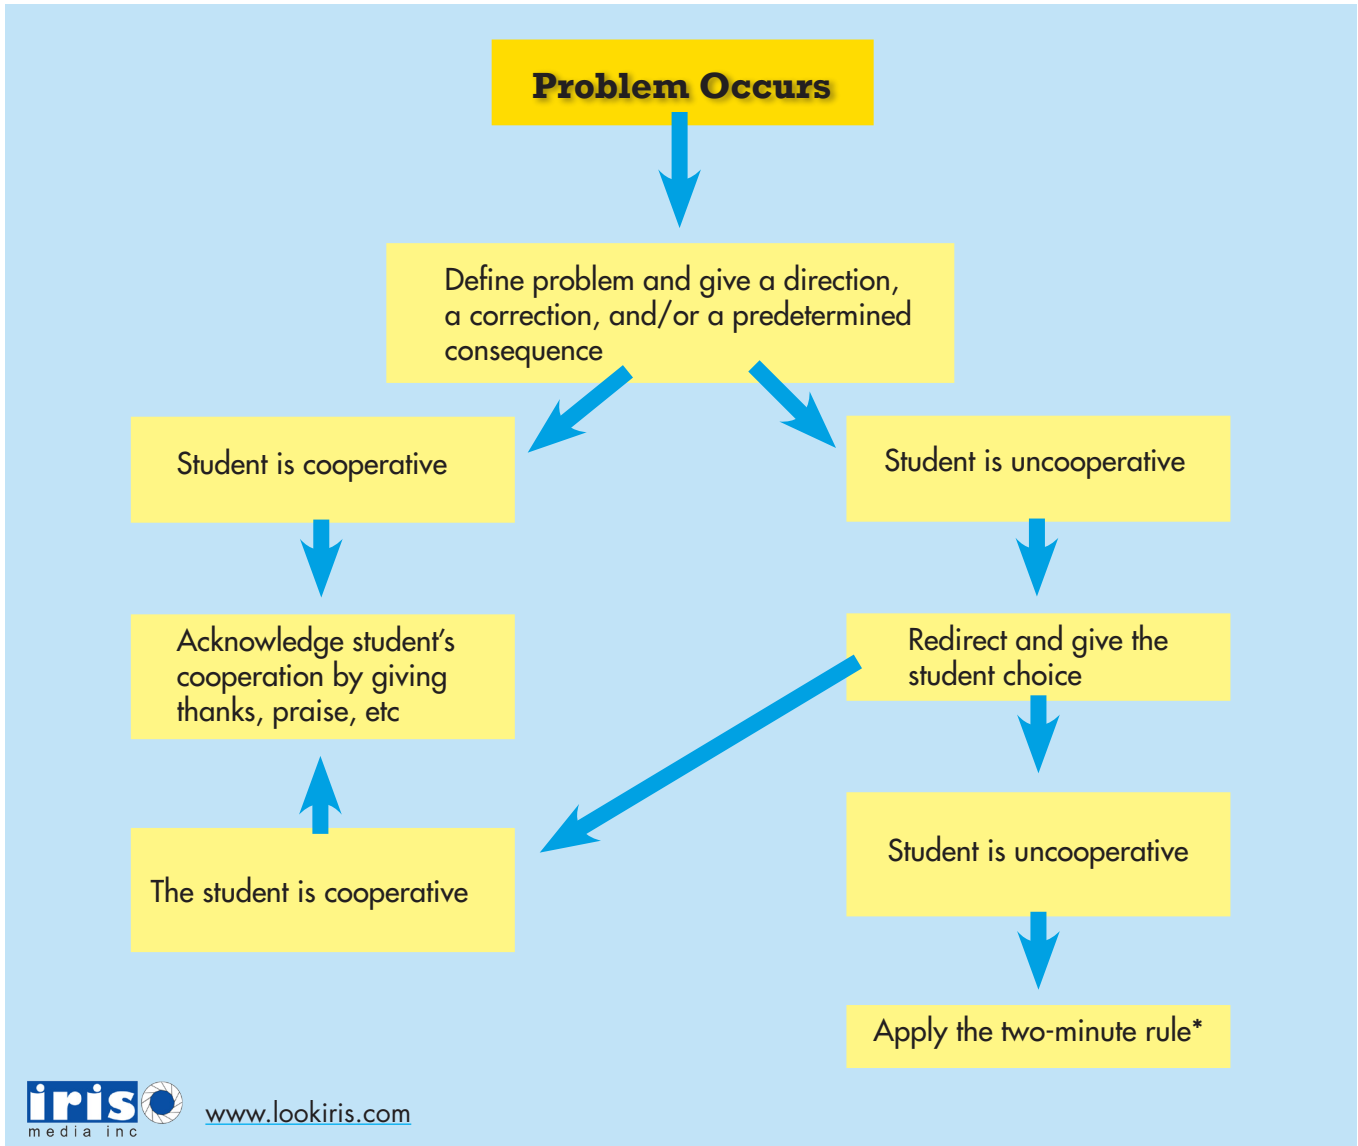 Problem Occurs
Define problem and give a direction,
a correction, and/or a predetermined
consequence
Student is cooperative
Student is uncooperative
Acknowledge student's
cooperation by giving
thanks, praise, etc
Redirect and give the
student choice
The student is cooperative
Student is uncooperative
Apply the two-minute rule*
iris
media inc
www.lookiris.com